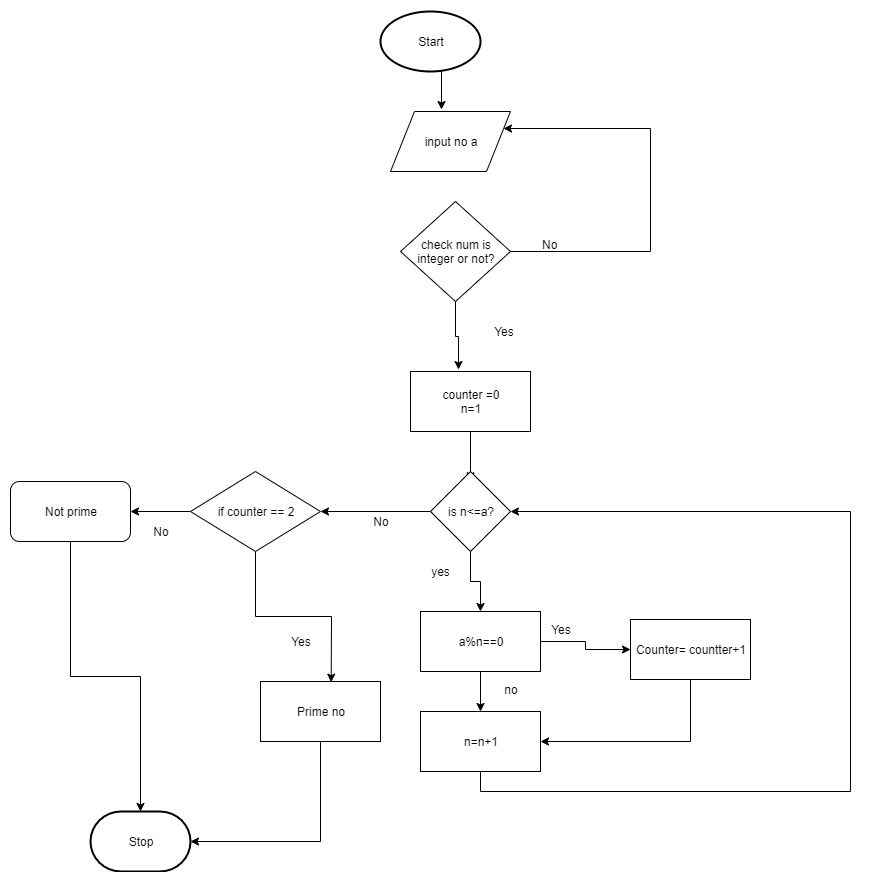 Start
input no a
check num is
integer or not?
No
Yes
counter =0
n=1
Not prime
No
if counter == 2
No
is n<=a?
yes
Yes
a%n==0
Yes
Counter= countter+1
no
Prime no
n=n+1
Stop